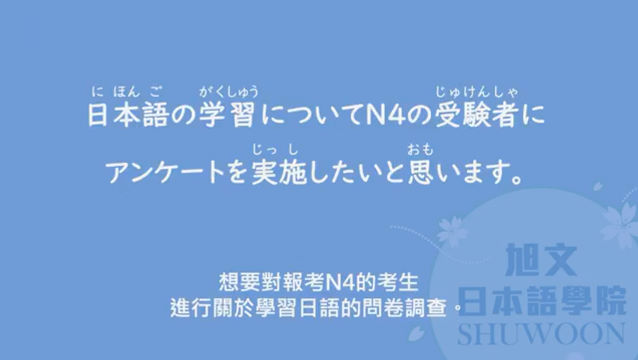 に ほん ご がくしゅう じゅけんしゃ
日本語の学習についてN4の受験者に
じっ し おも
アンケートを実施したいと思います。
想要對報考N4的考生
進行關於學習日語的問卷調查。
旭文
日本語學院
SHUWOON